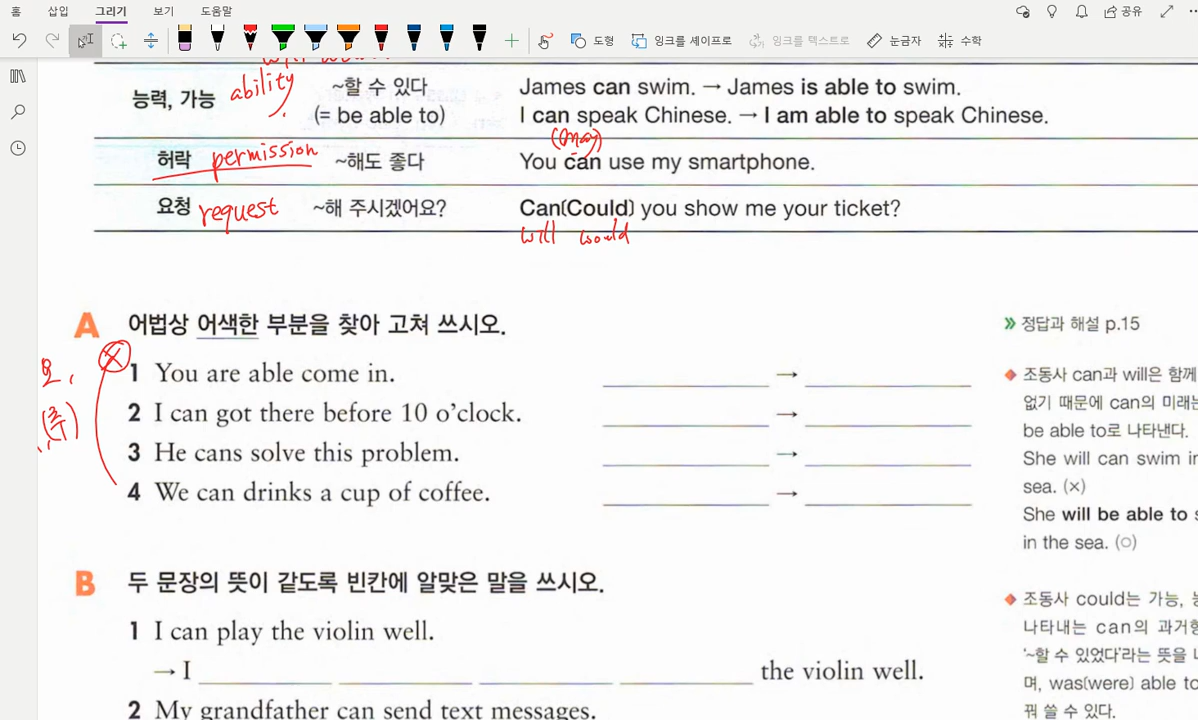 홈 삽입 그리기 보기 도움말
공유
도형 잉크를 셰이프로 잉크를 텍스트로 눈금자 수학
능력, 가능 ability ~할 수 있다 James can swim. → James is able to swim.
(= be able to) I can speak Chinese. → I am able to speak Chinese.
(may)
허락 permission ~해도 좋다 You can use my smartphone.
요청 request ~해 주시겠어요? Can(Could) you show me your ticket?
will would
A 어법상 어색한 부분을 찾아 고쳐 쓰시오.
1 You are able come in. →
2 I can got there before 10 o’clock. →
3 He cans solve this problem. →
4 We can drinks a cup of coffee. →
B 두 문장의 뜻이 같도록 빈칸에 알맞은 말을 쓰시오.
1 I can play the violin well.
→ I the violin well.
2 My grandfather can send text messages.
» 정답과 해설 p.15
◆ 조동사 can과 will은 함께
없기 때문에 can의 미래는
be able to로 나타낸다.
She will can swim in
sea. (×)
She will be able to s
in the sea. (○)
◆ 조동사 could는 가능, 능
나타내는 can의 과거형
‘~할 수 있었다’라는 뜻을 나
며, was(were) able to
꿔 쓸 수 있다.